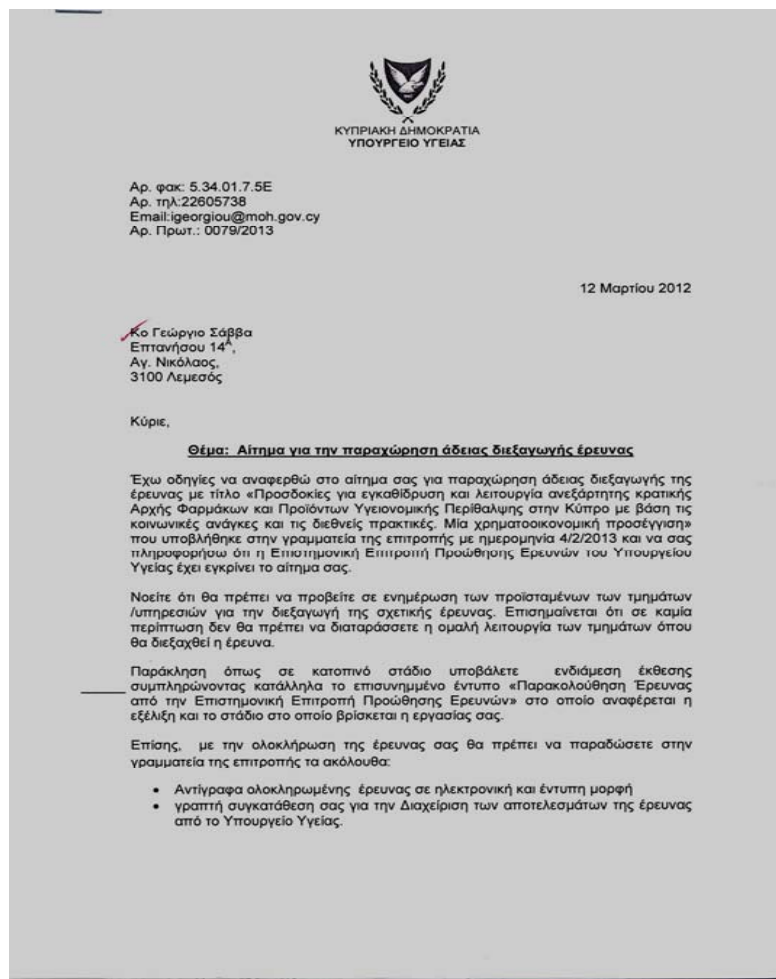 ΚΥΠΡΙΑΚΗ ΔΗΜΟΚΡΑΤΙΑ
ΥΠΟΥΡΓΕΙΟ ΥΓΕΙΑΣ
Αρ. φακ: 5.34.01.7.5Ε
Αρ. τηλ:22605738
Email:igeorgiou@moh.gov.cy
Αρ. Πρωτ.: 0079/2013
12 Μαρτίου 2012
Κο Γεώργιο Σάββα
Επτανήσου 14Α,
Αγ. Νικόλαος,
3100 Λεμεσός
Κύριε,
Θέμα: Αίτημα για την παραχώρηση άδειας διεξαγωγής έρευνας
Έχω οδηγίες να αναφερθώ στο αίτημα σας για παραχώρηση άδειας διεξαγωγής της
έρευνας με τίτλο «Προσδοκίες για εγκαθίδρυση και λειτουργία ανεξάρτητης κρατικής
Αρχής Φαρμάκων και Προϊόντων Υγειονομικής Περίθαλψης στην Κύπρο με βάση τις
κοινωνικές ανάγκες και τις διεθνείς πρακτικές. Μία χρηματοοικονομική προσέγγιση»
που υποβλήθηκε στην γραμματεία της επιτροπής με ημερομηνία 4/2/2013 και να σας
πληροφορήσω ότι η Επιστημονική Επιτροπή Προώθησης Ερευνών του Υπουργείου
Υγείας έχει εγκρίνει το αίτημα σας.
Νοείτε ότι θα πρέπει να προβείτε σε ενημέρωση των προϊσταμένων των τμημάτων
/υπηρεσιών για την διεξαγωγή της σχετικής έρευνας. Επισημαίνεται ότι σε καμία
περίπτωση δεν θα πρέπει να διαταράσσετε η ομαλή λειτουργία των τμημάτων όπου
θα διεξαχθεί η έρευνα.
Παράκληση όπως σε κατοπινό στάδιο υποβάλετε ενδιάμεση έκθεσης
συμπληρώνοντας κατάλληλα το επισυνημμένο έντυπο «Παρακολούθηση Έρευνας
από την Επιστημονική Επιτροπή Προώθησης Ερευνών» στο οποίο αναφέρεται η
εξέλιξη και το στάδιο στο οποίο βρίσκεται η εργασίας σας.
Επίσης, με την ολοκλήρωση της έρευνας σας θα πρέπει να παραδώσετε στην
γραμματεία της επιτροπής τα ακόλουθα:
• Αντίγραφα ολοκληρωμένης έρευνας σε ηλεκτρονική και έντυπη μορφή
• γραπτή συγκατάθεση σας για την Διαχείριση των αποτελεσμάτων της έρευνας
από το Υπουργείο Υγείας.